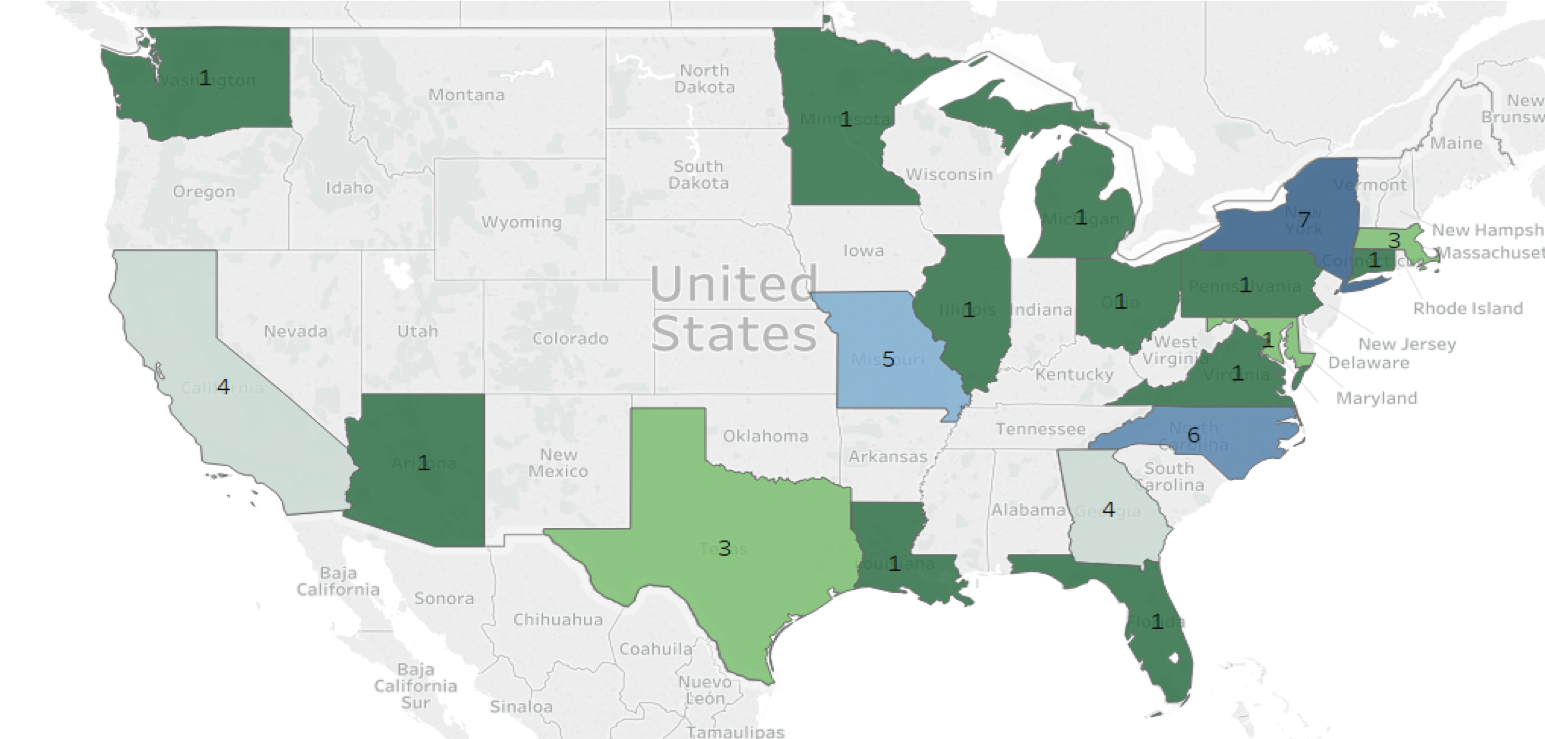 Washington
1
Montana
North
Dakota
Minnesota
1
Oregon
Idaho
Wyoming
South
Dakota
Wisconsin
Michigan
1
New
Brunsw
Maine
Vermont
New
York
7
New Hampsh
Massachuset
3
Connecticu
1
Rhode Island
Nevada
Utah
Colorado
United
States
Iowa
Illinois
1
Indiana
Ohio
1
Pennsylvania
1
New Jersey
Delaware
Maryland
1
California
4
Missouri
5
Kentucky
West
Virginia
Virginia
1
Arizona
1
New
Mexico
Oklahoma
Arkansas
Tennessee
North
Carolina
6
South
Carolina
Texas
3
Louisiana
1
Alabama
Georgia
4
Florida
1
Baja
California
Sonora
Chihuahua
Coahuila
Baja
California
Sur
Sinaloa
Nuevo
León
Tamaulipas